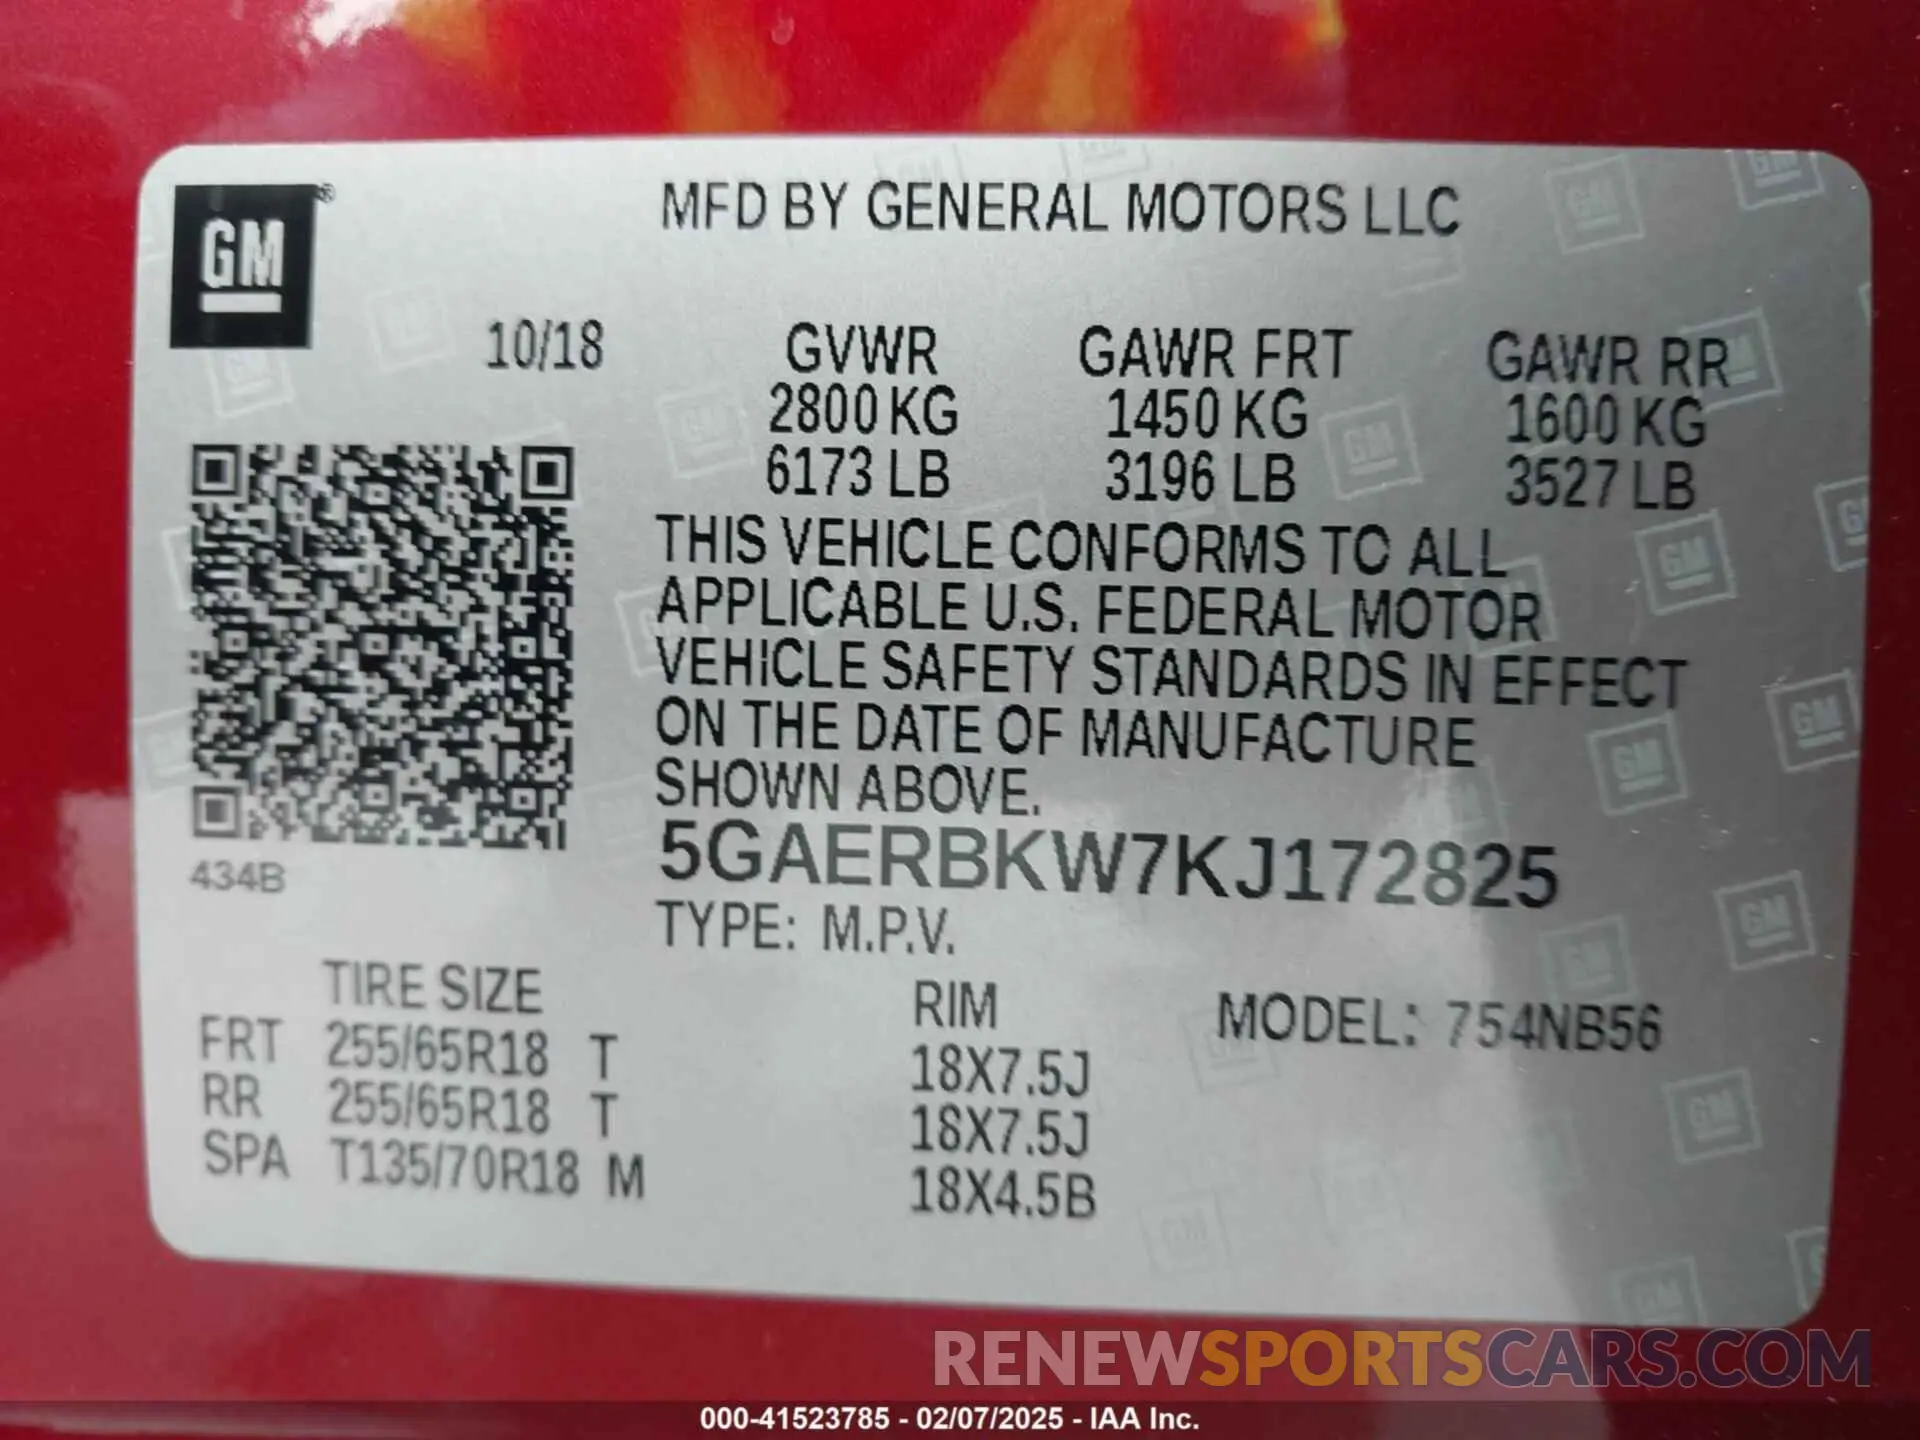 GM®
MFD BY GENERAL MOTORS LLC
10/18 GVWR GAWR FRT GAWR RR
2800 KG 1450 KG 1600 KG
6173 LB 3196 LB 3527 LB
THIS VEHICLE CONFORMS TO ALL
APPLICABLE U.S. FEDERAL MOTOR
VEHICLE SAFETY STANDARDS IN EFFECT
ON THE DATE OF MANUFACTURE
SHOWN ABOVE.
434B
5GAERBKW7KJ172825
TYPE: M.P.V.
TIRE SIZE RIM MODEL: 754NB56
FRT 255/65R18 T 18X7.5J
RR 255/65R18 T 18X7.5J
SPA T135/70R18 M 18X4.5B
RENEWSPORTSCARS.COM
000-41523785 - 02/07/2025 - IAA Inc.